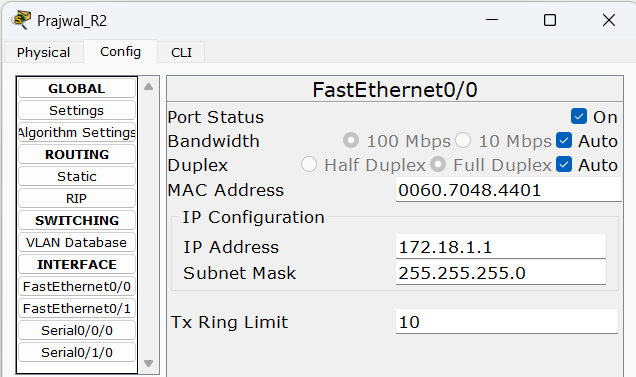 Prajwal_R2
Physical Config CLI
GLOBAL
Settings
Algorithm Settings
ROUTING
Static
RIP
SWITCHING
VLAN Database
INTERFACE
FastEthernet0/0
FastEthernet0/1
Serial0/0/0
Serial0/1/0
FastEthernet0/0
Port Status On
Bandwidth 100 Mbps 10 Mbps Auto
Duplex Half Duplex Full Duplex Auto
MAC Address 0060.7048.4401
IP Configuration
IP Address 172.18.1.1
Subnet Mask 255.255.255.0
Tx Ring Limit 10